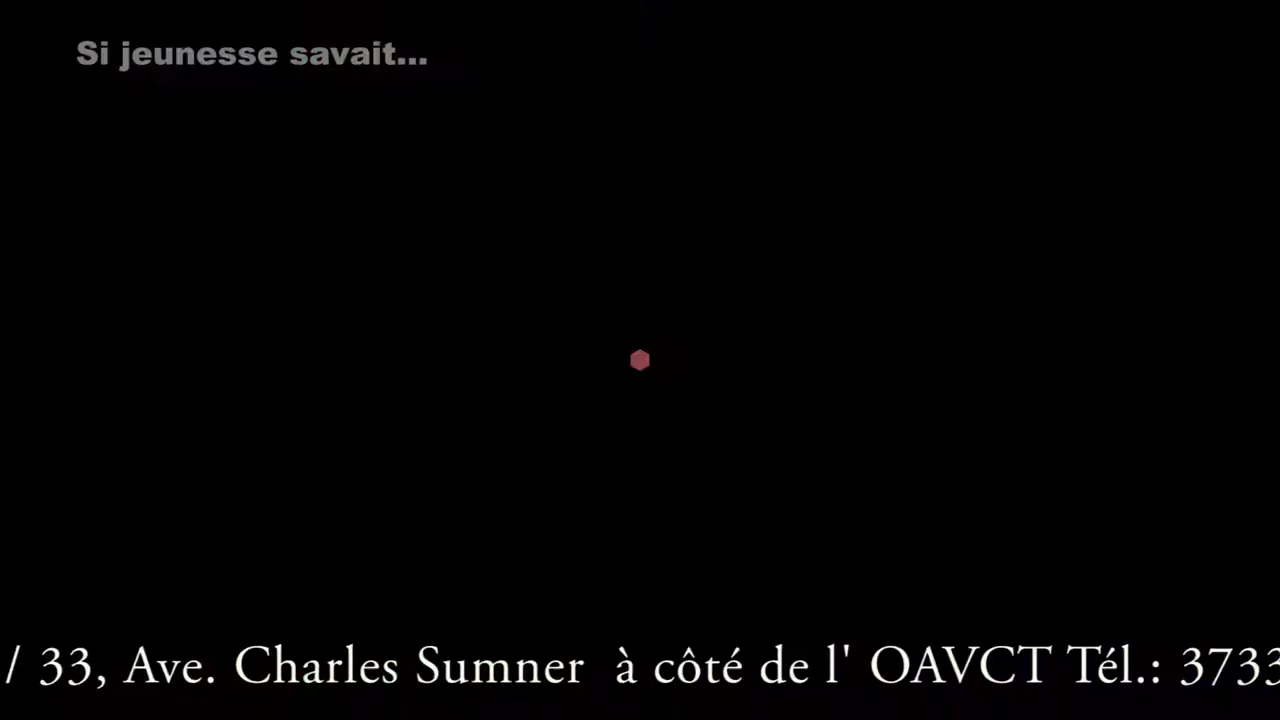 Si jeunesse savait...
/ 33, Ave. Charles Sumner à côté de l' OAVCT Tél.: 3733